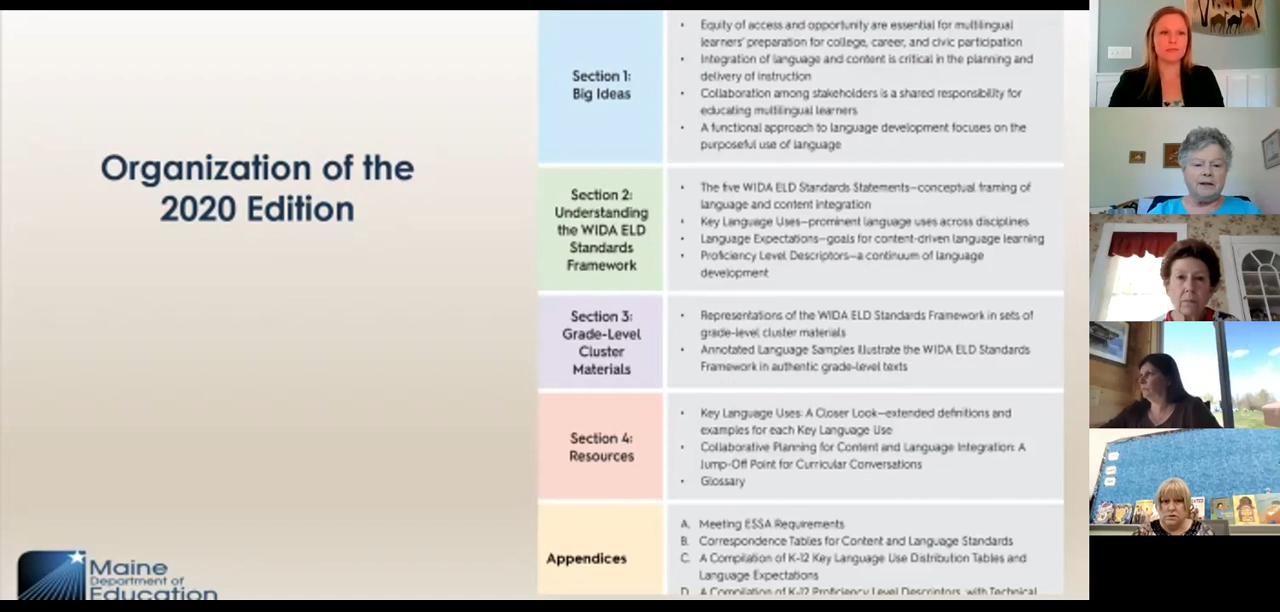 Organization of the
2020 Edition
Section 1:
Big Ideas
• Equity of access and opportunity are essential for multilingual
learners' preparation for college, career, and civic participation
• Integration of language and content is critical in the planning and
delivery of instruction
• Collaboration among stakeholders is a shared responsibility for
educating multilingual learners
• A functional approach to language development focuses on the
purposeful use of language
Section 2:
Understanding
the WIDA ELD
Standards
Framework
• The five WIDA ELD Standards Statements—conceptual framing of
language and content integration
• Key Language Uses—prominent language uses across disciplines
• Language Expectations—goals for content-driven language learning
• Proficiency Level Descriptors—a continuum of language
development
Section 3:
Grade-Level
Cluster
Materials
• Representations of the WIDA ELD Standards Framework in sets of
grade-level cluster materials
• Annotated Language Samples illustrate the WIDA ELD Standards
Framework in authentic grade-level texts
Section 4:
Resources
• Key Language Uses: A Closer Look—extended definitions and
examples for each Key Language Use
• Collaborative Planning for Content and Language Integration: A
Jump-Off Point for Curricular Conversations
• Glossary
Appendices
A. Meeting ESSA Requirements
B. Correspondence Tables for Content and Language Standards
C. A Compilation of K-12 Key Language Use Distribution Tables and
Language Expectations
D. A Compilation of K-12 Proficiency Level Descriptors, with Technical
Maine
Department of
Education